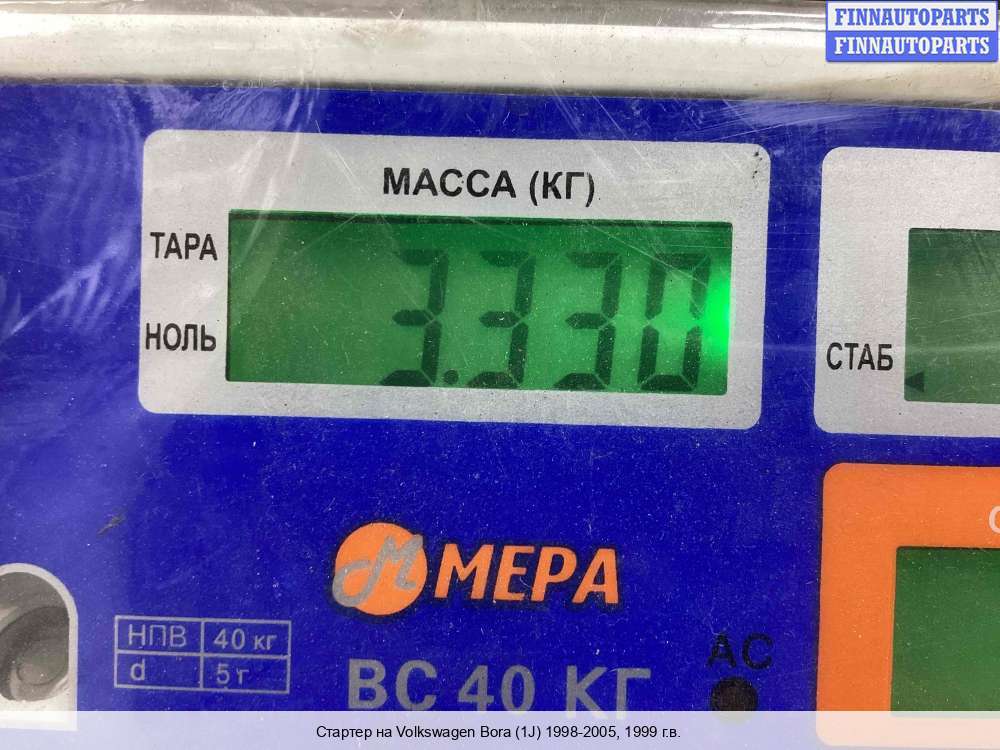 FINNAUTOPARTS
FINNAUTOPARTS
МАССА (КГ)
ТАРА
3.330
НОЛЬ
СТАБ
МЕРА
НПВ 40 кг
d 5 г
ВС 40 КГ
АС
Стартер на Volkswagen Bora (1J) 1998-2005, 1999 г.в.